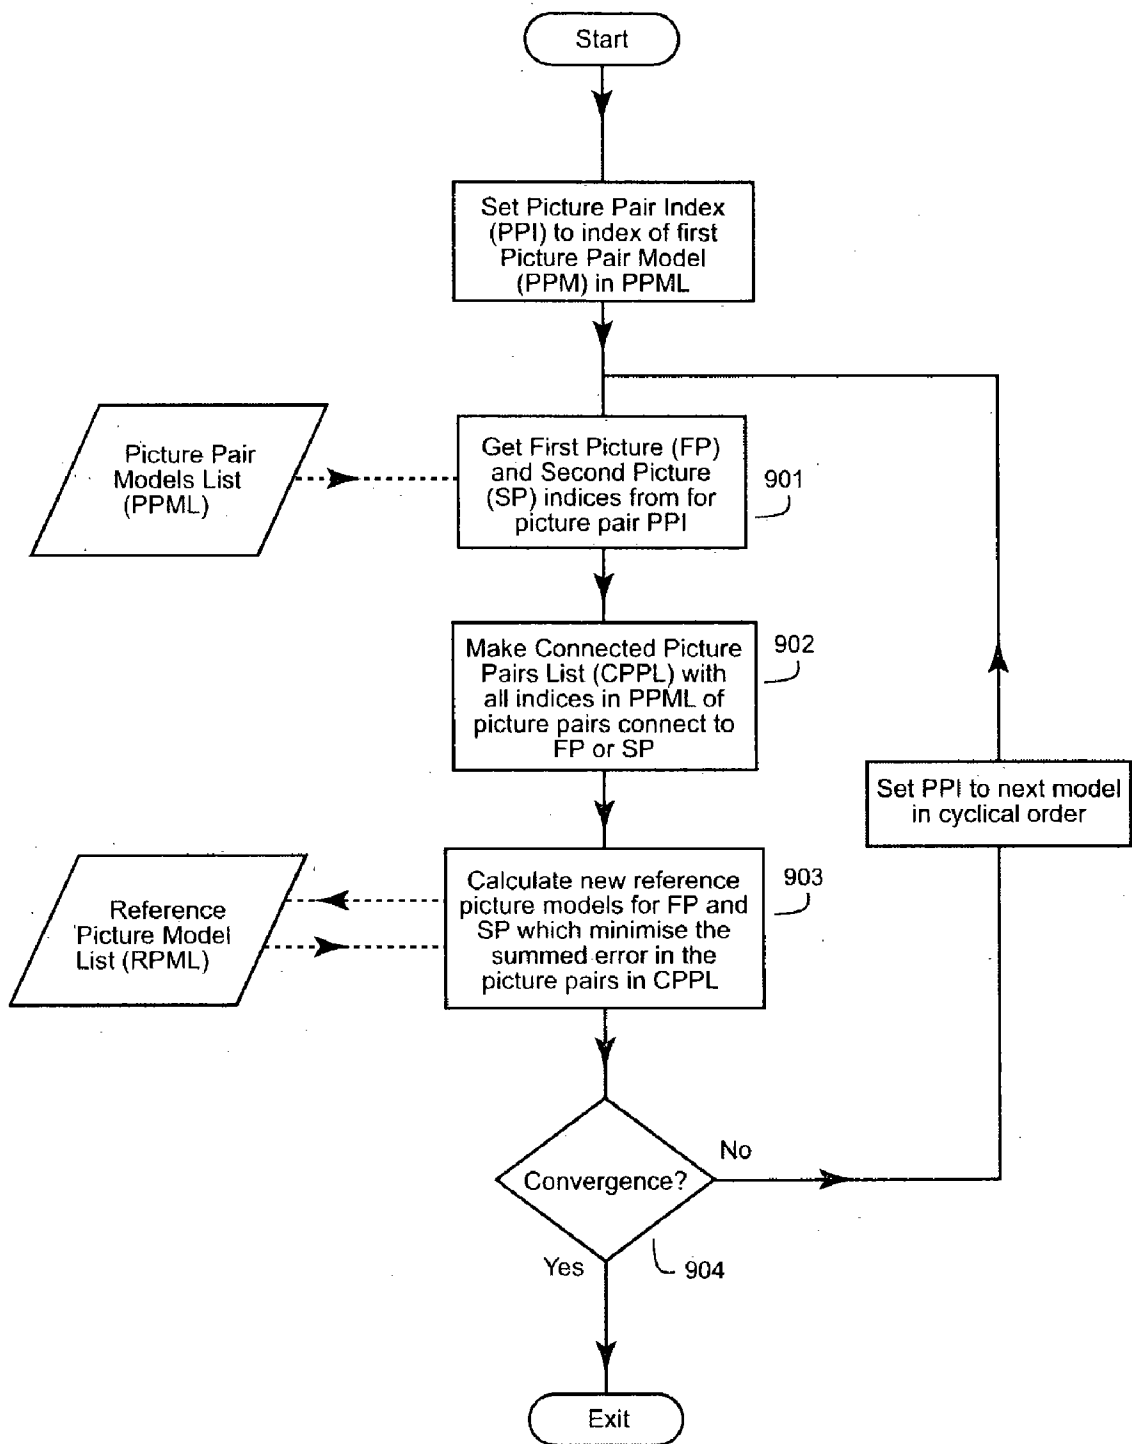 Start
Set Picture Pair Index
(PPI) to index of first
Picture Pair Model
(PPM) in PPML
Picture Pair
Models List
(PPML)
Get First Picture (FP)
and Second Picture
(SP) indices from for
picture pair PPI
901
Make Connected Picture
Pairs List (CPPL) with
all indices in PPML of
picture pairs connect to
FP or SP
902
Set PPI to next model
in cyclical order
Reference
Picture Model
List (RPML)
Calculate new reference
picture models for FP and
SP which minimise the
summed error in the
picture pairs in CPPL
903
Convergence?
No
Yes
904
Exit